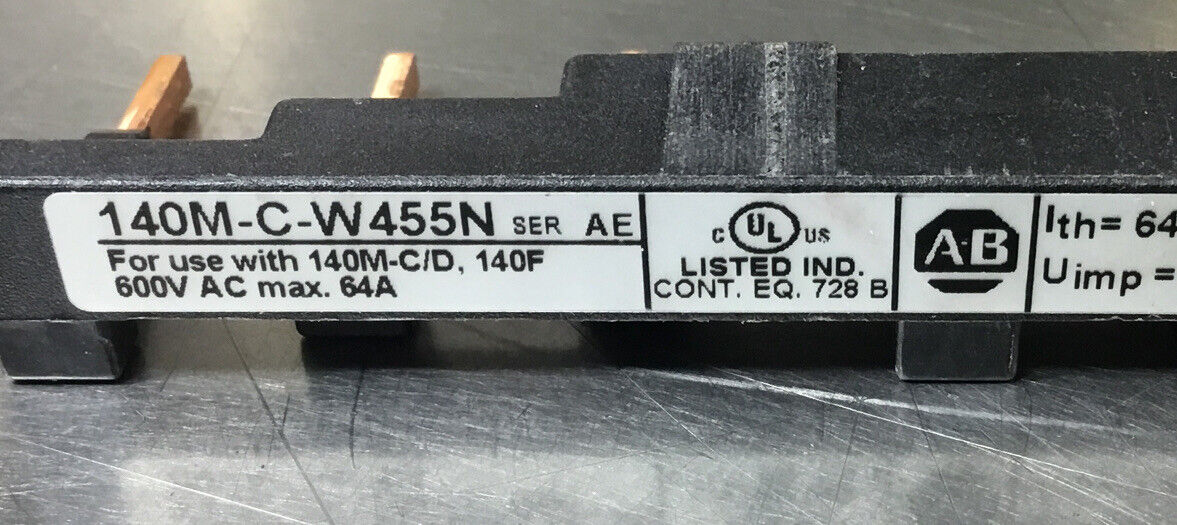 140M-C-W455N SER AE
For use with 140M-C/D, 140F
600V AC max. 64A
C UL US
LISTED IND.
CONT. EQ. 728 B
A-B
Ith= 64
Uimp =